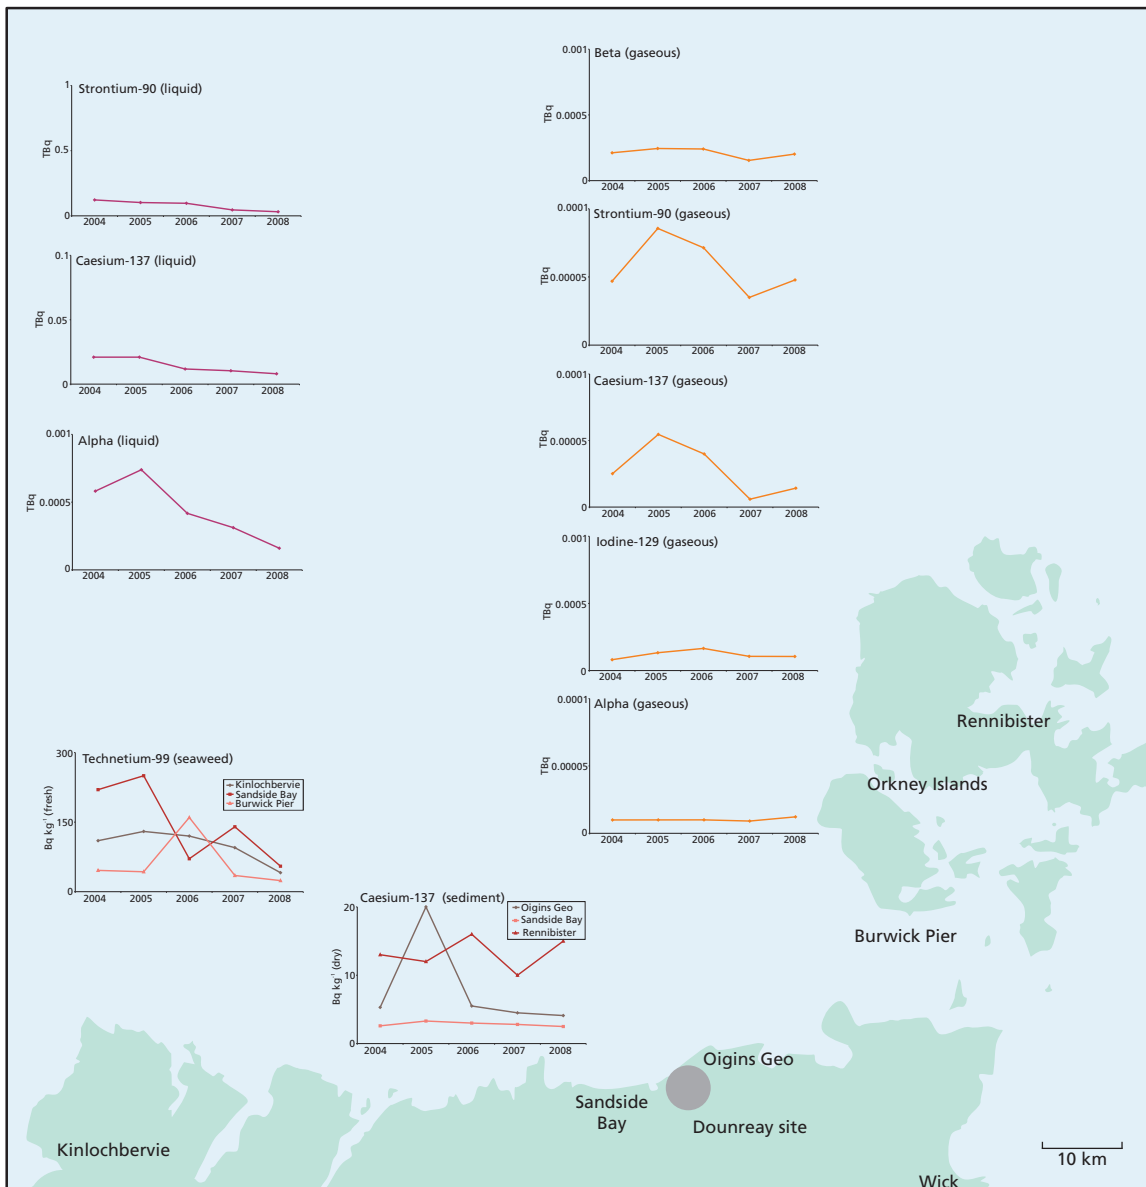 Strontium-90 (liquid)
1
0.5
0
TBq
2004 2005 2006 2007 2008
Caesium-137 (liquid)
0.1
0.05
0
TBq
2004 2005 2006 2007 2008
Alpha (liquid)
0.001
0.0005
0
TBq
2004 2005 2006 2007 2008
Technetium-99 (seaweed)
300
150
0
Bq kg⁻¹ (fresh)
Kinlochbervie
Sandside Bay
Burwick Pier
2004 2005 2006 2007 2008
Caesium-137 (sediment)
20
10
0
Bq kg⁻¹ (dry)
Oigins Geo
Sandside Bay
Rennibister
2004 2005 2006 2007 2008
Beta (gaseous)
0.001
0.0005
0
TBq
2004 2005 2006 2007 2008
Strontium-90 (gaseous)
0.0001
0.00005
0
TBq
2004 2005 2006 2007 2008
Caesium-137 (gaseous)
0.0001
0.00005
0
TBq
2004 2005 2006 2007 2008
Iodine-129 (gaseous)
0.001
0.0005
0
TBq
2004 2005 2006 2007 2008
Alpha (gaseous)
0.0001
0.00005
0
TBq
2004 2005 2006 2007 2008
Rennibister
Orkney Islands
Burwick Pier
Oigins Geo
Sandside
Bay
Dounreay site
Kinlochbervie
10 km
Wick